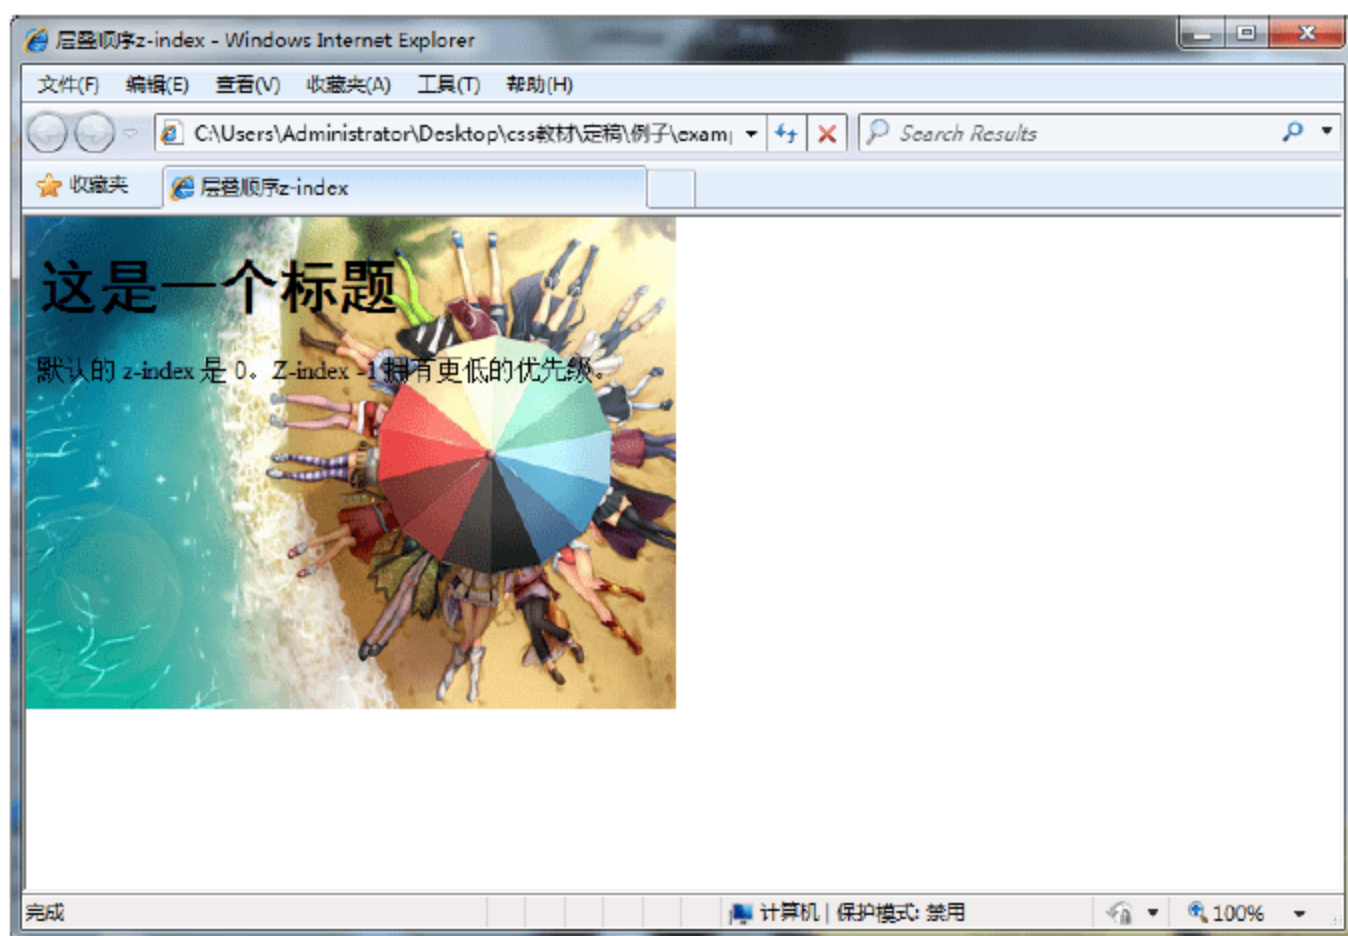 层叠顺序z-index - Windows Internet Explorer
文件(F) 编辑(E) 查看(V) 收藏夹(A) 工具(T) 帮助(H)
C:\Users\Administrator\Desktop\css教材\定稿\例子\exam
Search Results
收藏夹
层叠顺序z-index
这是一个标题
默认的 z-index 是 0。Z-index -1 拥有更低的优先级。
完成
计算机 | 保护模式: 禁用
100%